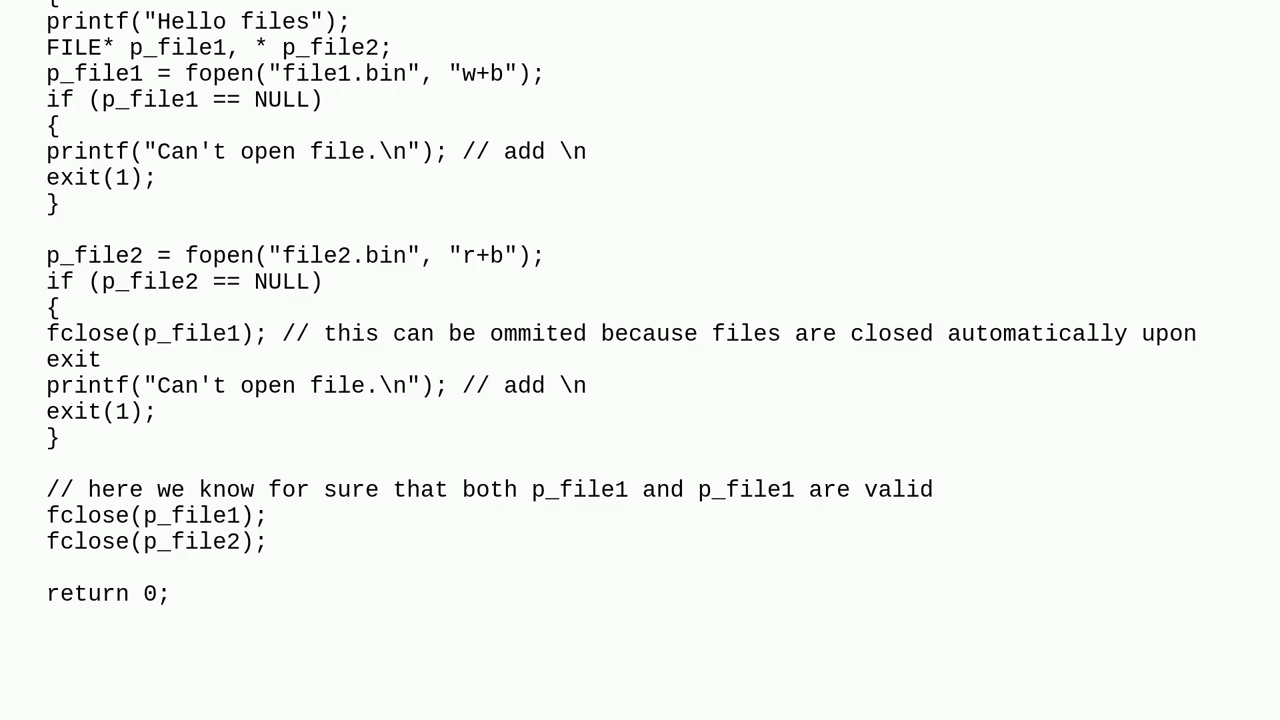 {
printf("Hello files");
FILE* p_file1, * p_file2;
p_file1 = fopen("file1.bin", "w+b");
if (p_file1 == NULL)
{
printf("Can't open file.\n"); // add \n
exit(1);
}
p_file2 = fopen("file2.bin", "r+b");
if (p_file2 == NULL)
{
fclose(p_file1); // this can be ommited because files are closed automatically upon
exit
printf("Can't open file.\n"); // add \n
exit(1);
}
// here we know for sure that both p_file1 and p_file1 are valid
fclose(p_file1);
fclose(p_file2);
return 0;